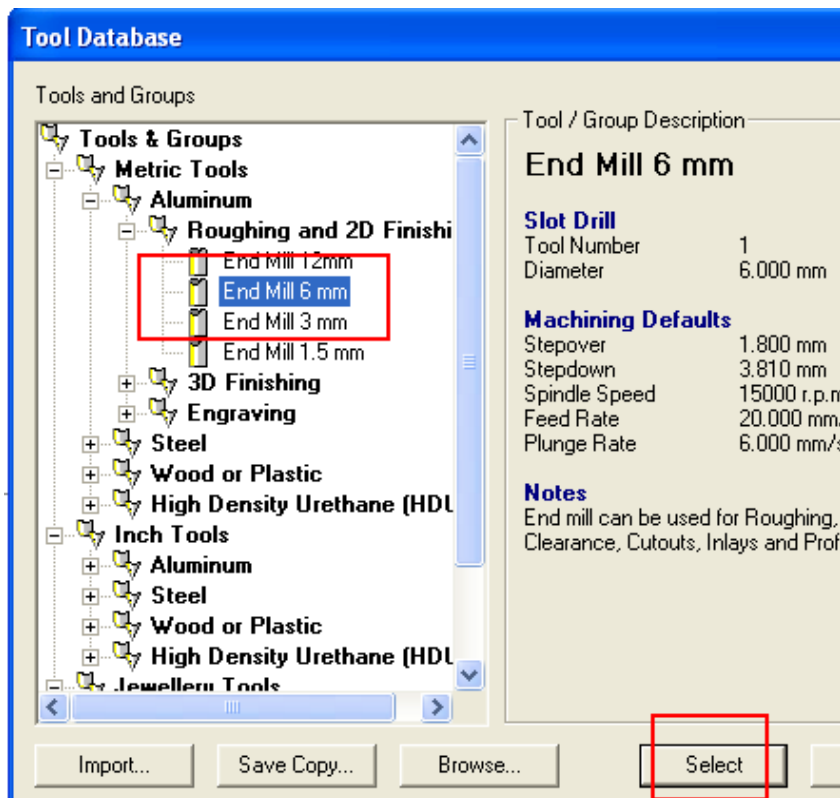 Tool Database
Tools and Groups
Tools & Groups
Metric Tools
Aluminum
Roughing and 2D Finishi
End Mill 12mm
End Mill 6 mm
End Mill 3 mm
End Mill 1.5 mm
3D Finishing
Engraving
Steel
Wood or Plastic
High Density Urethane (HDU
Inch Tools
Aluminum
Steel
Wood or Plastic
High Density Urethane (HDU
Jewellery Tools
Tool / Group Description
End Mill 6 mm
Slot Drill
Tool Number 1
Diameter 6.000 mm
Machining Defaults
Stepover 1.800 mm
Stepdown 3.810 mm
Spindle Speed 15000 r.p.m
Feed Rate 20.000 mm/
Plunge Rate 6.000 mm/s
Notes
End mill can be used for Roughing,
Clearance, Cutouts, Inlays and Prof
Import... Save Copy... Browse... Select